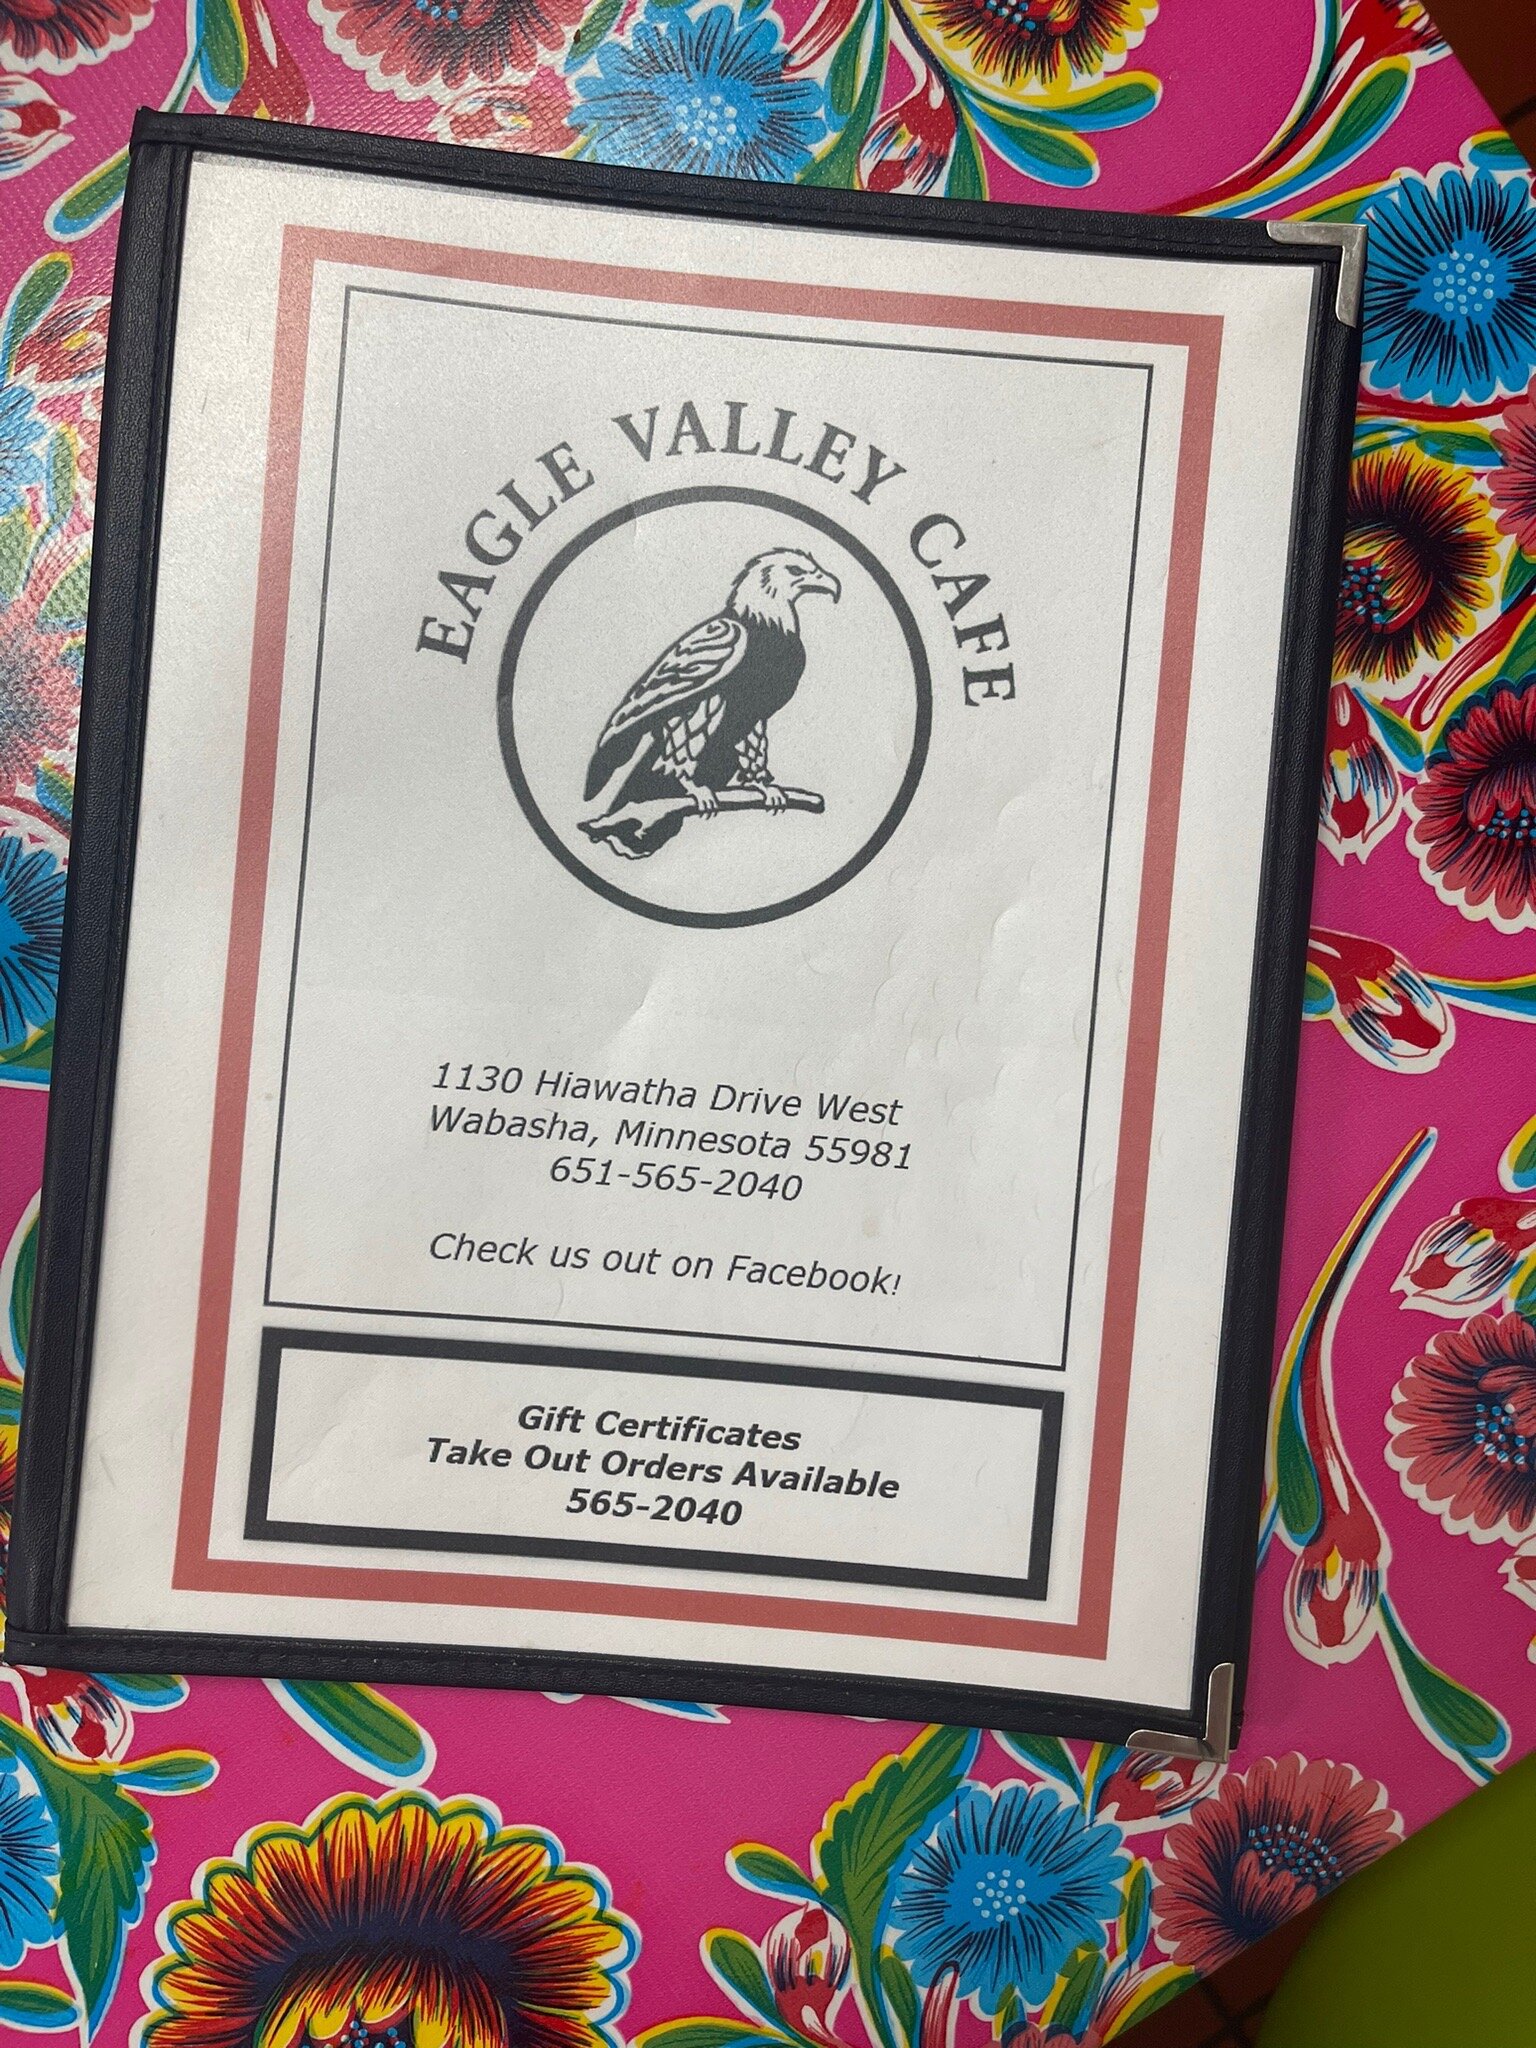 EAGLE VALLEY CAFE
1130 Hiawatha Drive West
Wabasha, Minnesota 55981
651-565-2040
Check us out on Facebook!
Gift Certificates
Take Out Orders Available
565-2040